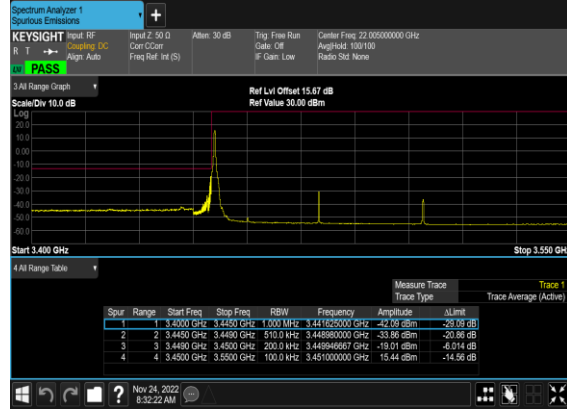 Spectrum Analyzer 1
Spurious Emissions
+
KEYSIGHT Input: RF Input Z: 50 Ω Atten: 30 dB Trig: Free Run Center Freq: 22.005000000 GHz
R T Coupling: DC Corr CCorr Gate: Off Avg|Hold: 100/100
Align: Auto Freq Ref: Int (S) IF Gain: Low Radio Std: None
PASS
3 All Range Graph
Ref Lvl Offset 15.67 dB
Scale/Div 10.0 dB Ref Value 30.00 dBm
Log
20.0
10.0
0.00
-10.0
-20.0
-30.0
-40.0
-50.0
-60.0
Start 3.400 GHz Stop 3.550 GHz
4 All Range Table
Measure Trace Trace 1
Trace Type Trace Average (Active)
Spur Range Start Freq Stop Freq RBW Frequency Amplitude ΔLimit
1 1 3.4000 GHz 3.4450 GHz 1.000 MHz 3.441625000 GHz -42.09 dBm -29.09 dB
2 2 3.4450 GHz 3.4490 GHz 510.0 kHz 3.448980000 GHz -33.86 dBm -20.86 dB
3 3 3.4490 GHz 3.4500 GHz 200.0 kHz 3.449946667 GHz -19.01 dBm -6.014 dB
4 4 3.4500 GHz 3.5500 GHz 100.0 kHz 3.451000000 GHz 15.44 dBm -14.56 dB
? Nov 24, 2022
8:32:22 AM